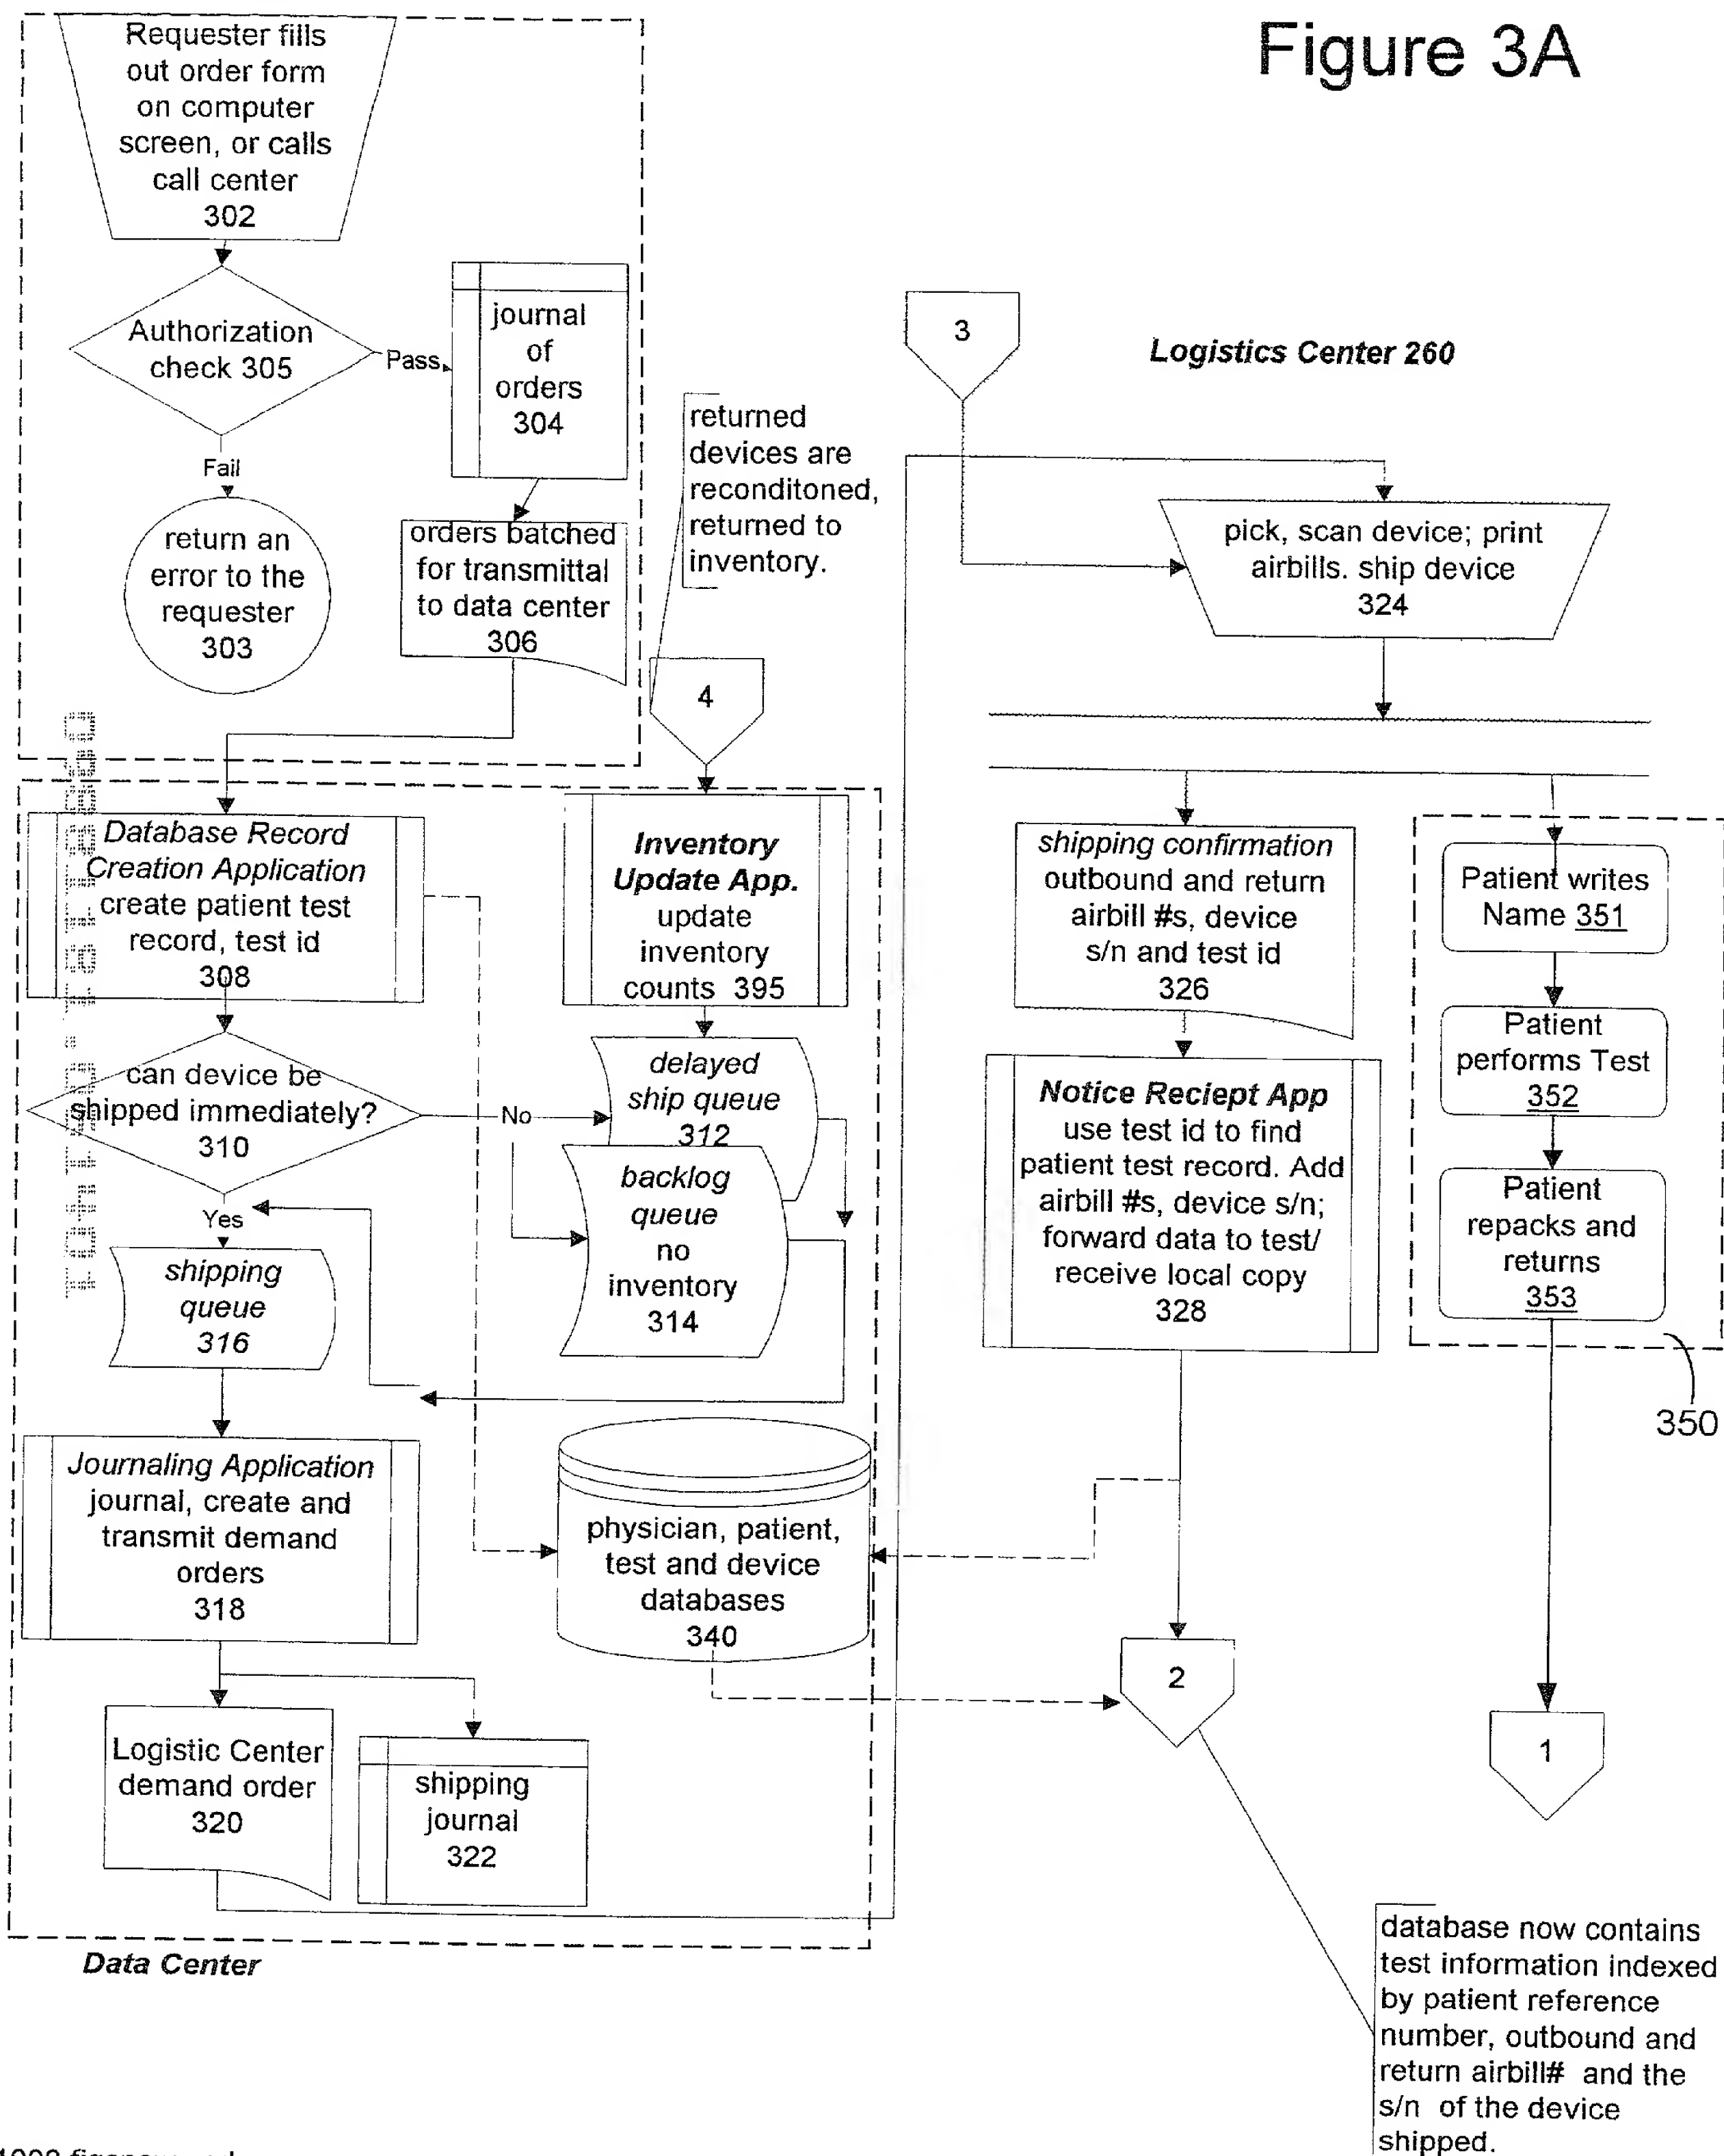 Figure 3A
Requester fills
out order form
on computer
screen, or calls
call center
302
Authorization
check 305
Pass
Fail
journal
of
orders
304
return an
error to the
requester
303
orders batched
for transmittal
to data center
306
returned
devices are
reconditoned,
returned to
inventory.
4
3
Logistics Center 260
pick, scan device; print
airbills. ship device
324
Database Record
Creation Application
create patient test
record, test id
308
Inventory
Update App.
update
inventory
counts 395
can device be
shipped immediately?
310
No
Yes
delayed
ship queue
312
backlog
queue
no
inventory
314
shipping
queue
316
Journaling Application
journal, create and
transmit demand
orders
318
physician, patient,
test and device
databases
340
Logistic Center
demand order
320
shipping
journal
322
Data Center
shipping confirmation
outbound and return
airbill #s, device
s/n and test id
326
Notice Reciept App
use test id to find
patient test record. Add
airbill #s, device s/n;
forward data to test/
receive local copy
328
Patient writes
Name 351
Patient
performs Test
352
Patient
repacks and
returns
353
350
2
1
database now contains
test information indexed
by patient reference
number, outbound and
return airbill# and the
s/n of the device
shipped.